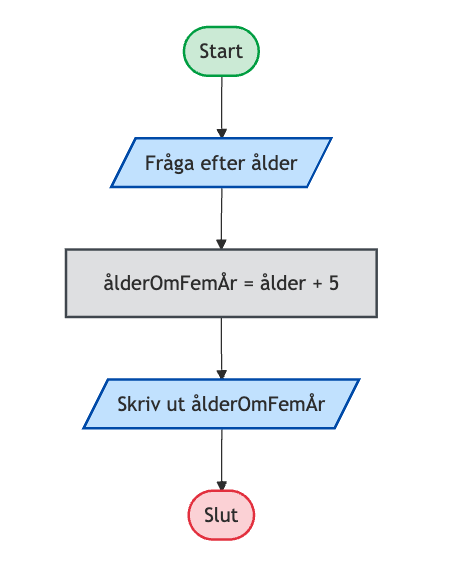 Start
Fråga efter ålder
ålderOmFemÅr = ålder + 5
Skriv ut ålderOmFemÅr
Slut